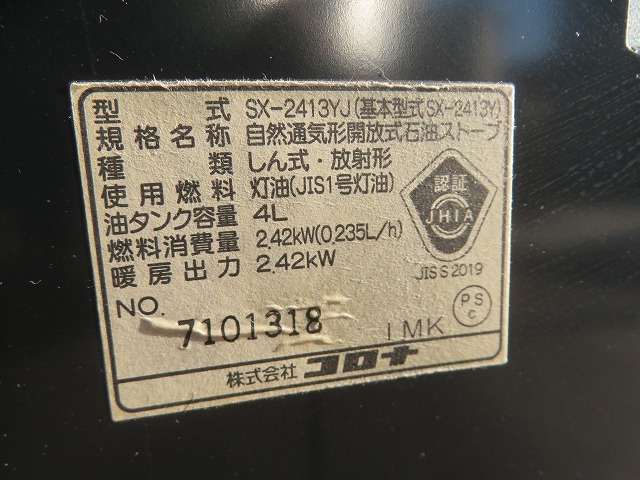 型式 SX-2413YJ(基本型式SX-2413Y)
規格名称 自然通気形開放式石油ストーブ
種類 しん式・放射形
使用燃料 灯油(JIS1号灯油)
油タンク容量 4L
燃料消費量 2.42kW(0.235L/h)
暖房出力 2.42kW
認証
JHIA
JIS S 2019
NO. 7101318 1MK
PS
C
株式会社 コロナ